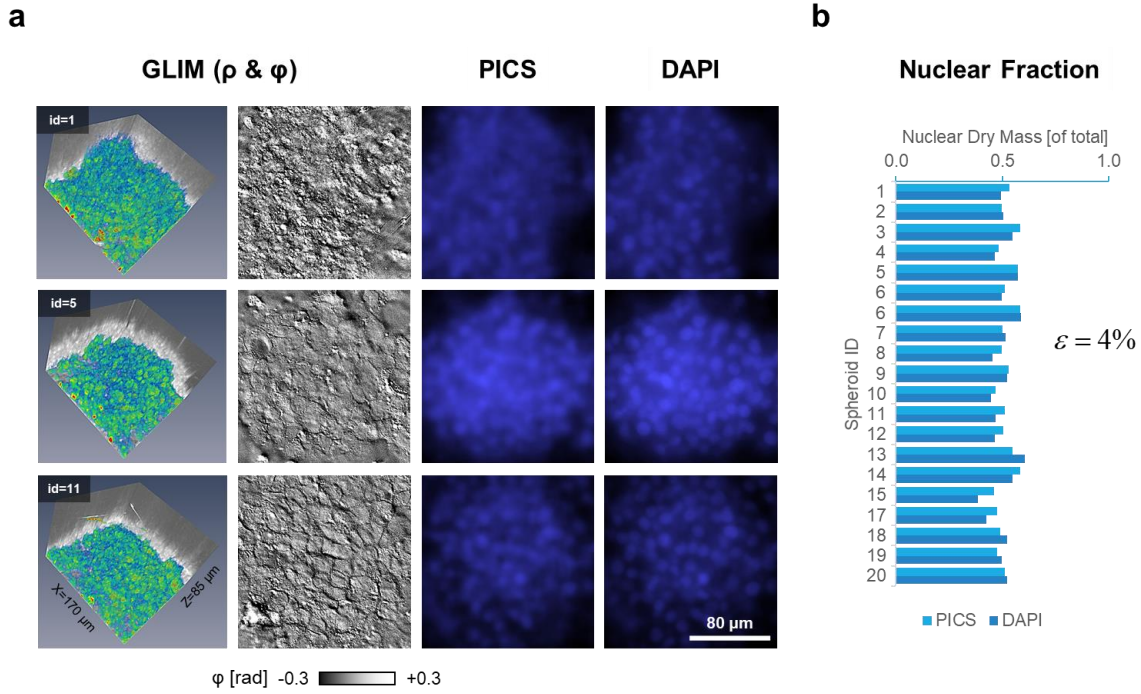 a
GLIM (ρ & φ)
PICS
DAPI
id=1
id=5
id=11
X=170 µm
Z=85 µm
80 µm
φ [rad] -0.3 +0.3
b
Nuclear Fraction
Nuclear Dry Mass [of total]
0.0 0.5 1.0
Spheroid ID
1
2
3
4
5
6
6
7
8
9
10
11
12
13
14
15
17
18
19
20
ε = 4%
PICS DAPI